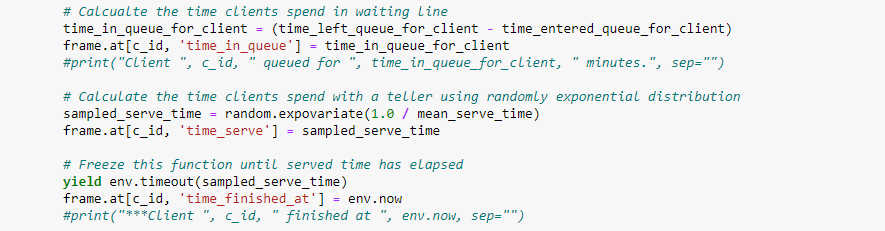 # Calcualte the time clients spend in waiting line
time_in_queue_for_client = (time_left_queue_for_client - time_entered_queue_for_client)
frame.at[c_id, 'time_in_queue'] = time_in_queue_for_client
#print("Client ", c_id, " queued for ", time_in_queue_for_client, " minutes.", sep="")
# Calculate the time clients spend with a teller using randomly exponential distribution
sampled_serve_time = random.expovariate(1.0 / mean_serve_time)
frame.at[c_id, 'time_serve'] = sampled_serve_time
# Freeze this function until served time has elapsed
yield env.timeout(sampled_serve_time)
frame.at[c_id, 'time_finished_at'] = env.now
#print("***Client ", c_id, " finished at ", env.now, sep="")